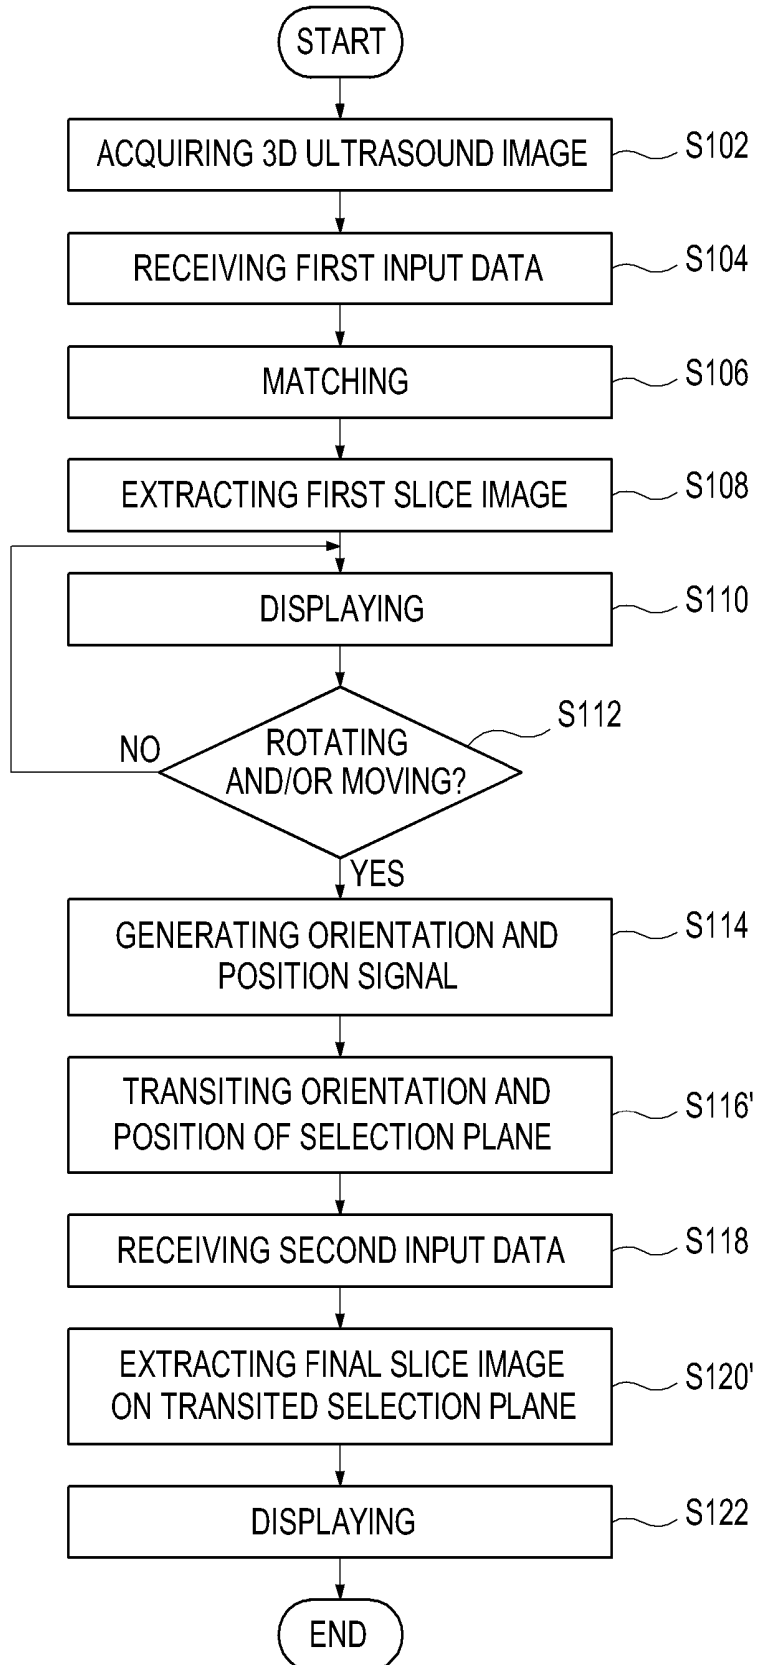 START
ACQUIRING 3D ULTRASOUND IMAGE
S102
RECEIVING FIRST INPUT DATA
S104
MATCHING
S106
EXTRACTING FIRST SLICE IMAGE
S108
DISPLAYING
S110
ROTATING
AND/OR MOVING?
S112
NO
YES
GENERATING ORIENTATION AND
POSITION SIGNAL
S114
TRANSITING ORIENTATION AND
POSITION OF SELECTION PLANE
S116'
RECEIVING SECOND INPUT DATA
S118
EXTRACTING FINAL SLICE IMAGE
ON TRANSITED SELECTION PLANE
S120'
DISPLAYING
S122
END